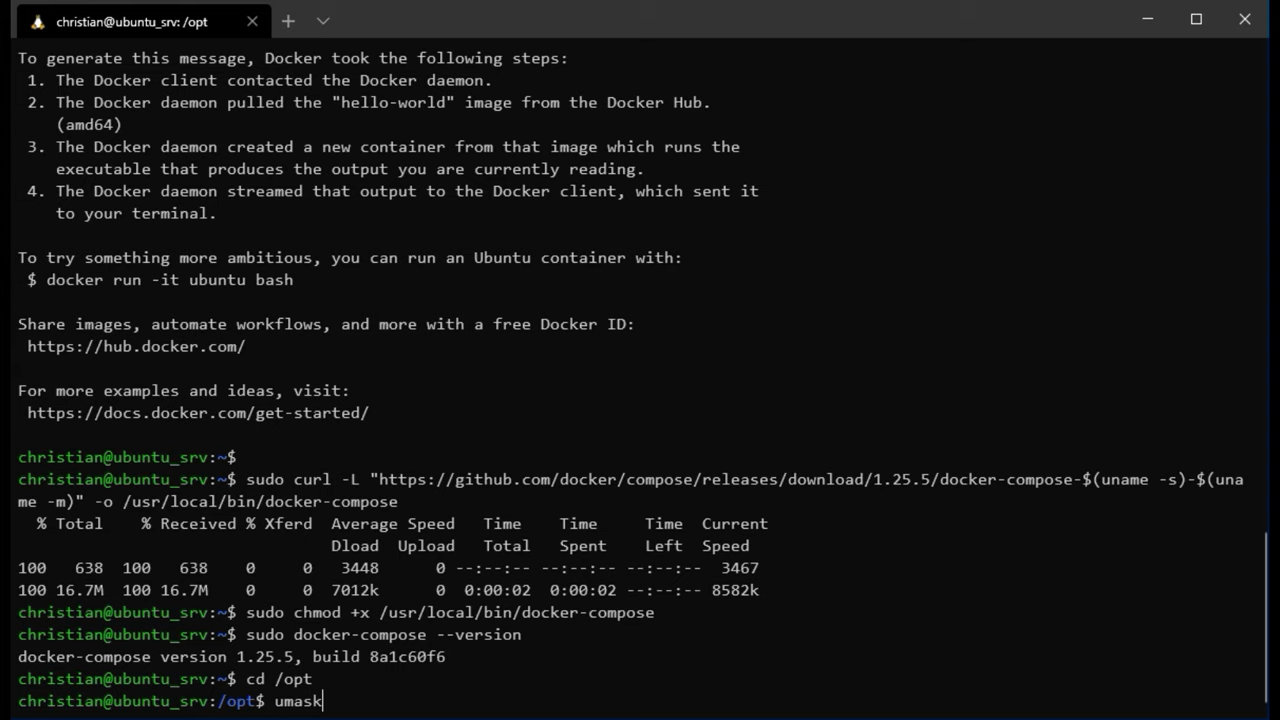 christian@ubuntu_srv: /opt
To generate this message, Docker took the following steps:
1. The Docker client contacted the Docker daemon.
2. The Docker daemon pulled the "hello-world" image from the Docker Hub.
(amd64)
3. The Docker daemon created a new container from that image which runs the
executable that produces the output you are currently reading.
4. The Docker daemon streamed that output to the Docker client, which sent it
to your terminal.
To try something more ambitious, you can run an Ubuntu container with:
$ docker run -it ubuntu bash
Share images, automate workflows, and more with a free Docker ID:
https://hub.docker.com/
For more examples and ideas, visit:
https://docs.docker.com/get-started/
christian@ubuntu_srv:~$
christian@ubuntu_srv:~$ sudo curl -L "https://github.com/docker/compose/releases/download/1.25.5/docker-compose-$(uname -s)-$(una
me -m)" -o /usr/local/bin/docker-compose
% Total % Received % Xferd Average Speed Time Time Time Current
Dload Upload Total Spent Left Speed
100 638 100 638 0 0 3448 0 --:--:-- --:--:-- --:--:-- 3467
100 16.7M 100 16.7M 0 0 7012k 0 0:00:02 0:00:02 --:--:-- 8582k
christian@ubuntu_srv:~$ sudo chmod +x /usr/local/bin/docker-compose
christian@ubuntu_srv:~$ sudo docker-compose --version
docker-compose version 1.25.5, build 8a1c60f6
christian@ubuntu_srv:~$ cd /opt
christian@ubuntu_srv:/opt$ umask